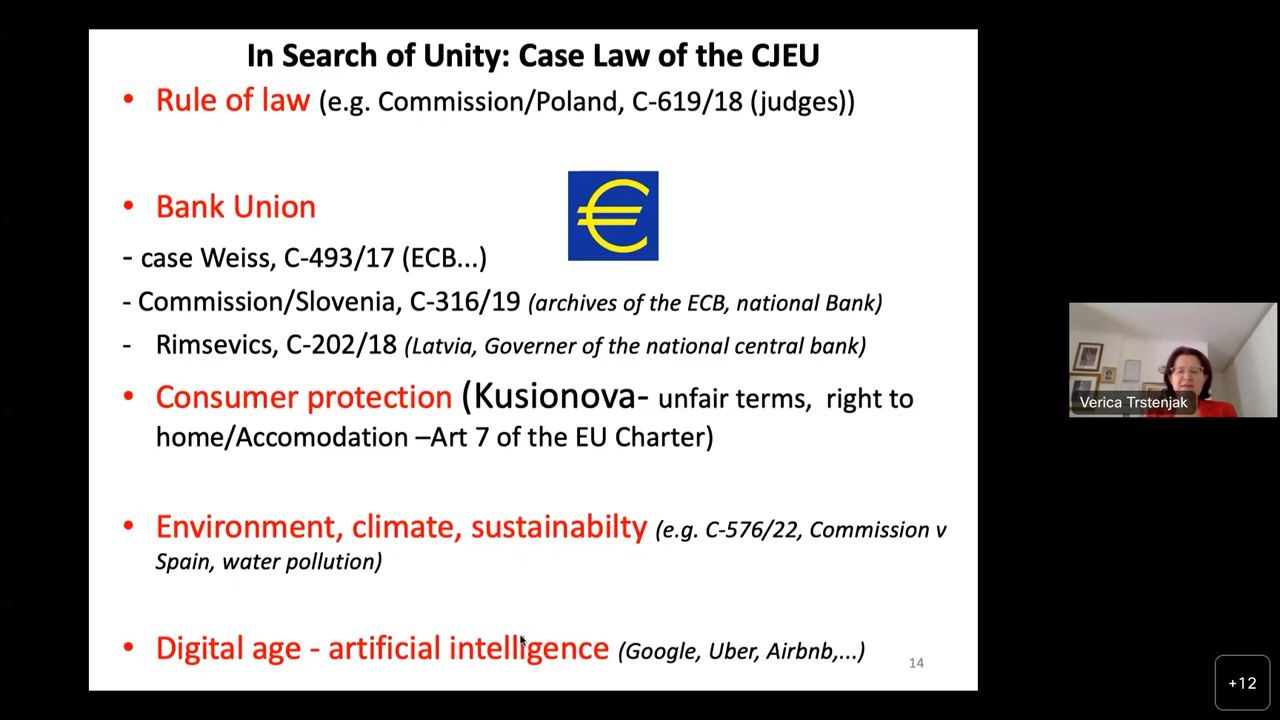 In Search of Unity: Case Law of the CJEU
• Rule of law (e.g. Commission/Poland, C-619/18 (judges))
• Bank Union
€
- case Weiss, C-493/17 (ECB...)
- Commission/Slovenia, C-316/19 (archives of the ECB, national Bank)
- Rimsevics, C-202/18 (Latvia, Governer of the national central bank)
• Consumer protection (Kusionova- unfair terms, right to
home/Accomodation –Art 7 of the EU Charter)
• Environment, climate, sustainabilty (e.g. C-576/22, Commission v
Spain, water pollution)
• Digital age - artificial intelligence (Google, Uber, Airbnb,...)
14
Verica Trstenjak
+12